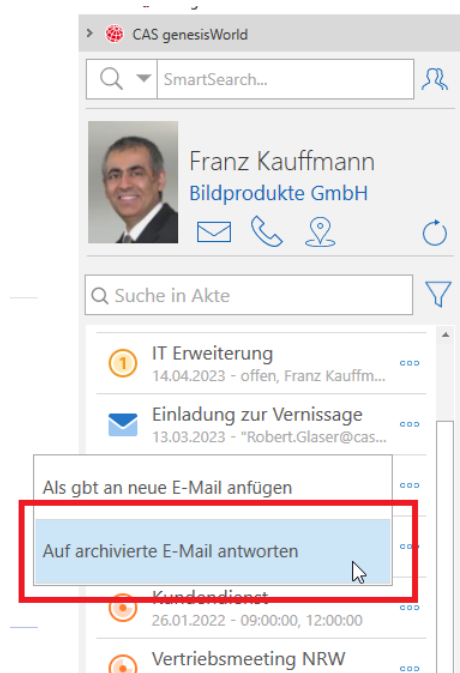 CAS genesisWorld
SmartSearch...
Franz Kauffmann
Bildprodukte GmbH
Suche in Akte
1
IT Erweiterung
14.04.2023 - offen, Franz Kauffm...
Einladung zur Vernissage
13.03.2023 - "Robert.Glaser@cas...
Als gbt an neue E-Mail anfügen
Auf archivierte E-Mail antworten
Kundendienst
26.01.2022 - 09:00:00, 12:00:00
Vertriebsmeeting NRW